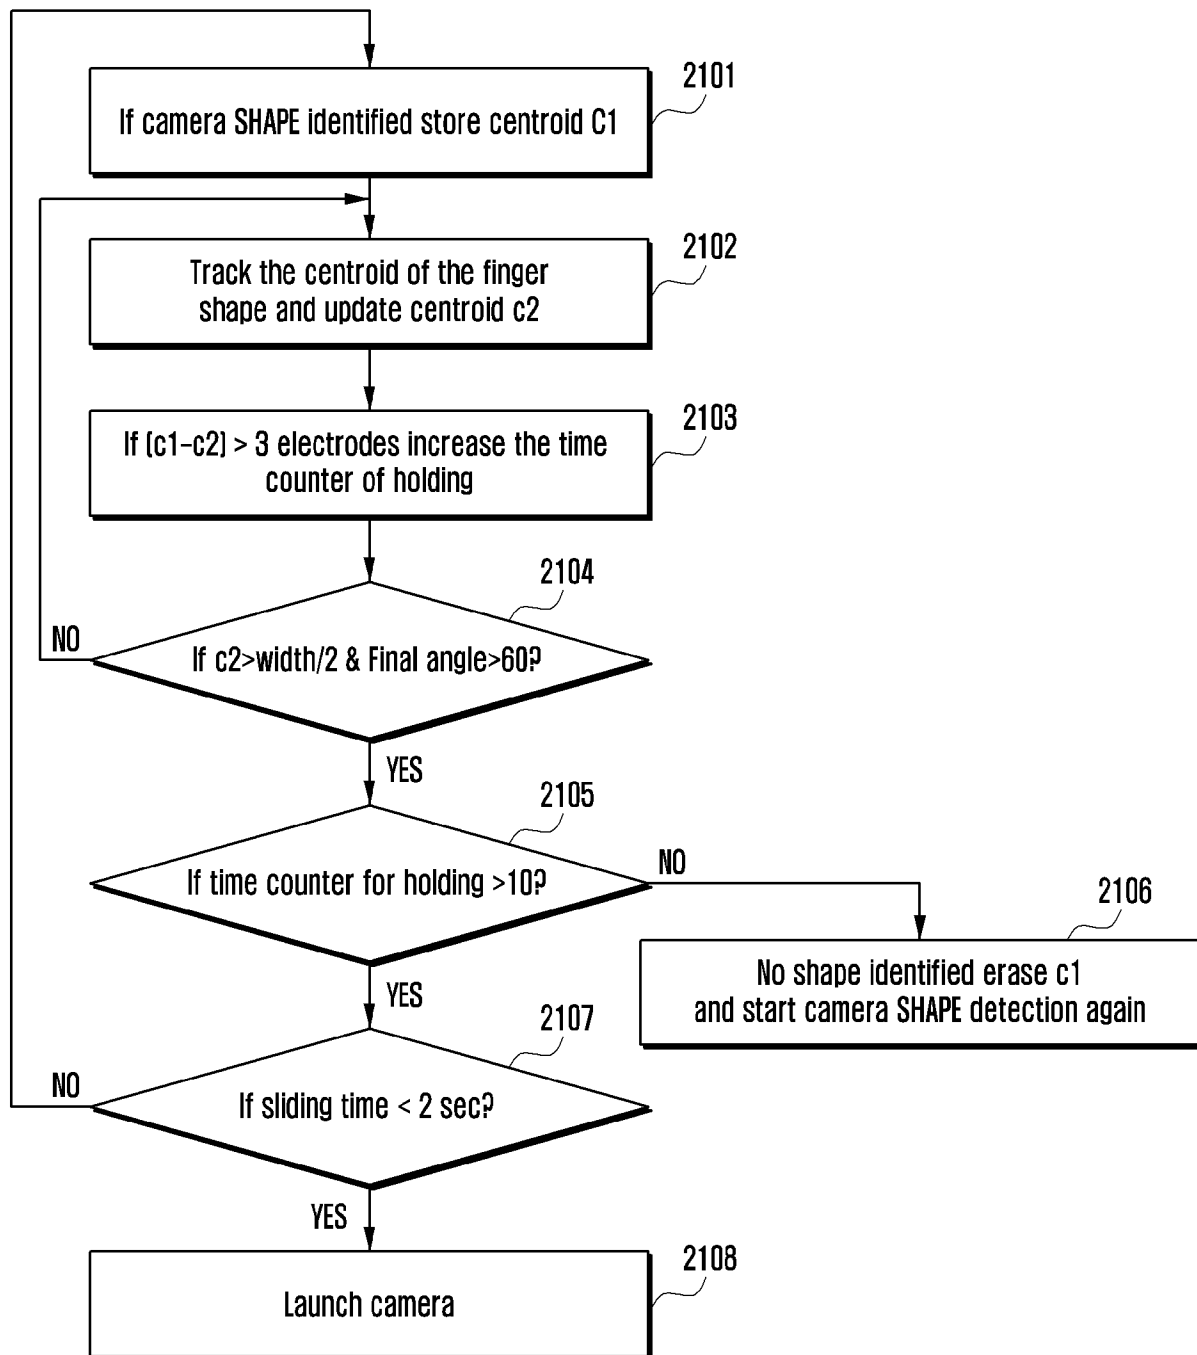 2101
If camera SHAPE identified store centroid C1
2102
Track the centroid of the finger
shape and update centroid c2
2103
If (c1-c2) > 3 electrodes increase the time
counter of holding
2104
NO
If c2>width/2 & Final angle>60?
YES
2105
If time counter for holding >10?
NO
2106
No shape identified erase c1
and start camera SHAPE detection again
YES
2107
NO
If sliding time < 2 sec?
YES
2108
Launch camera